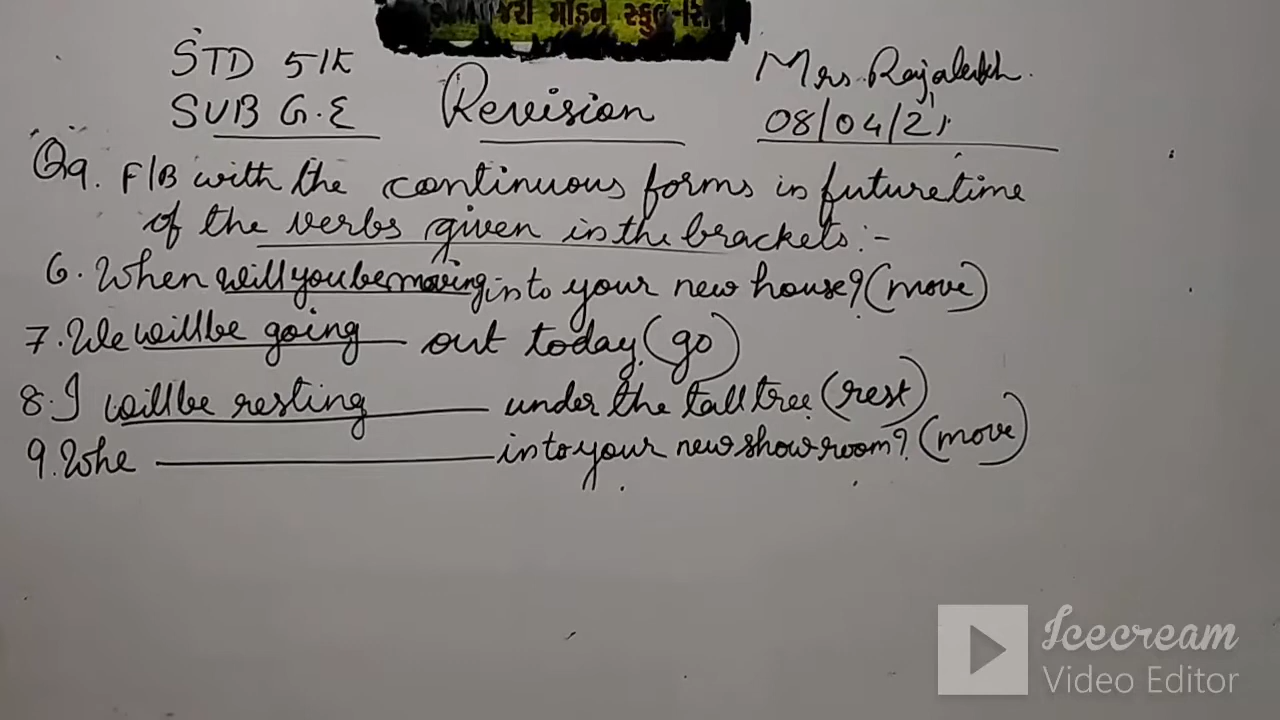 મોડર્ન સ્કુલ
STD 5th
SUB G.E
Revision
Mrs. Rajalekh.
08/04/21
Q9. F/B with the continuous forms in future time
of the verbs given in the brackets:-
6. When will you be moving into your new house? (move)
7. We will be going out today. (go)
8. I will be resting under the tall tree. (rest)
9. Whe into your new showroom? (move)
Icecream
Video Editor